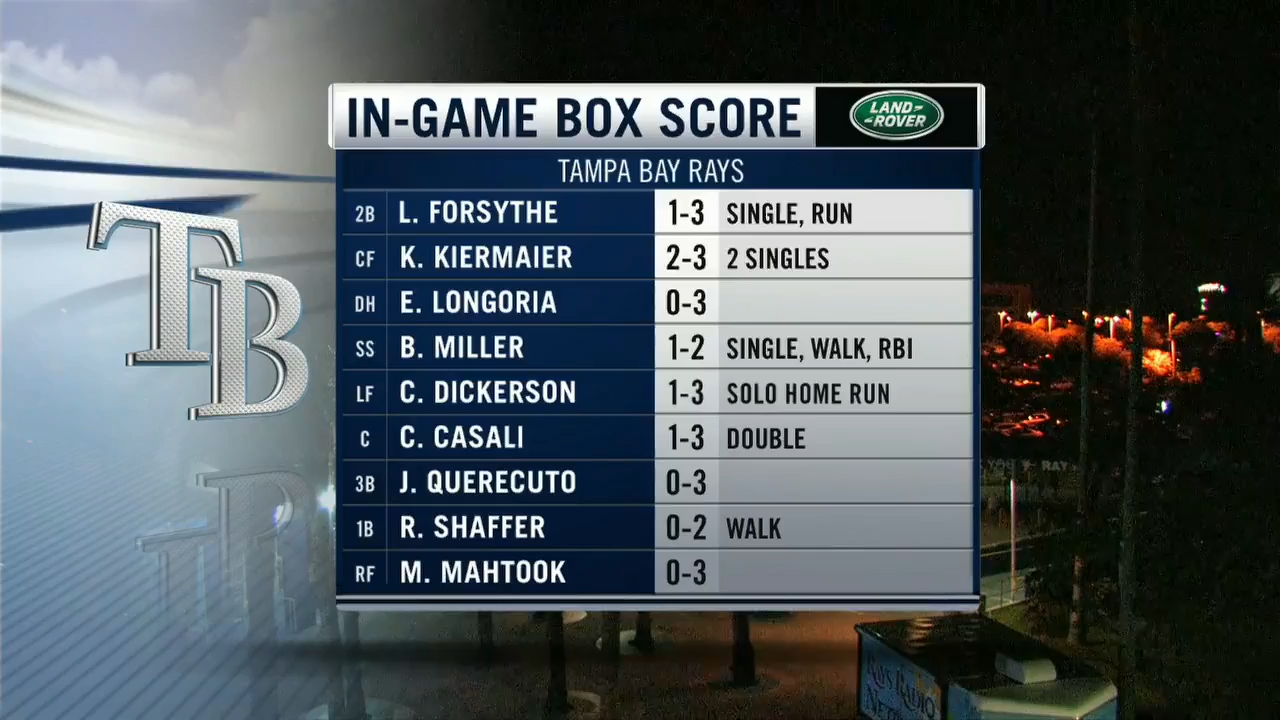 IN-GAME BOX SCORE
LAND-
-ROVER
TAMPA BAY RAYS
2B L. FORSYTHE 1-3 SINGLE, RUN
CF K. KIERMAIER 2-3 2 SINGLES
DH E. LONGORIA 0-3
SS B. MILLER 1-2 SINGLE, WALK, RBI
LF C. DICKERSON 1-3 SOLO HOME RUN
C C. CASALI 1-3 DOUBLE
3B J. QUERECUTO 0-3
1B R. SHAFFER 0-2 WALK
RF M. MAHTOOK 0-3
TB
RAYS RADIO